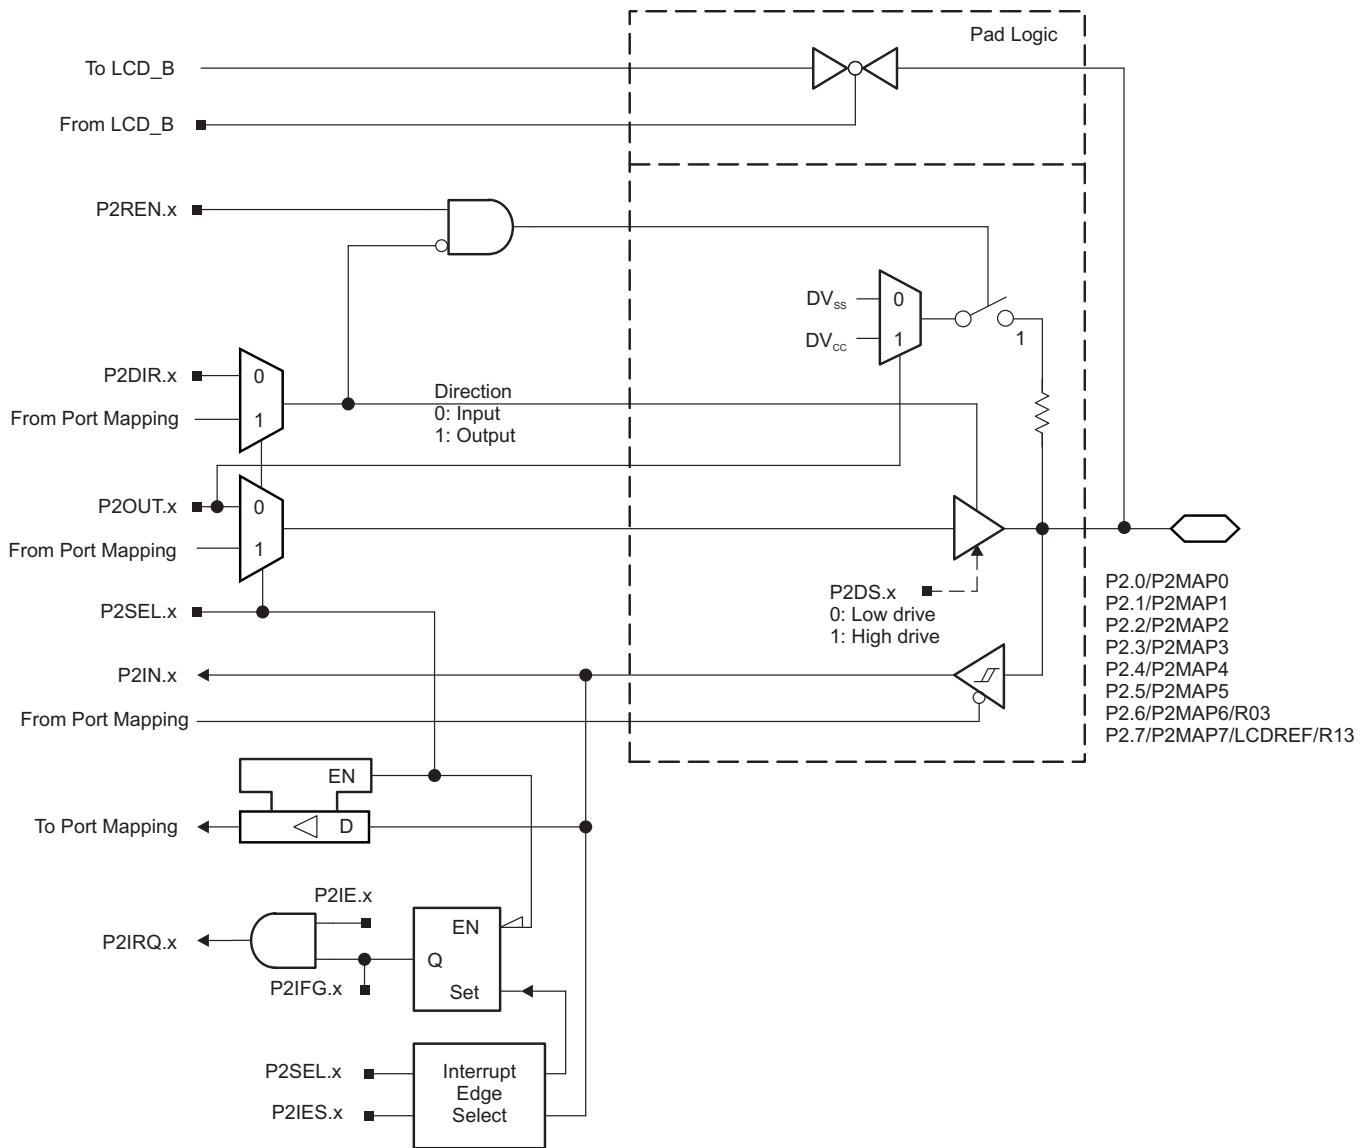 Pad Logic
To LCD_B
From LCD_B
P2REN.x
DVSS
0
DVCC
1
1
P2DIR.x
0
From Port Mapping
1
Direction
0: Input
1: Output
P2OUT.x
0
From Port Mapping
1
P2SEL.x
P2DS.x
0: Low drive
1: High drive
P2.0/P2MAP0
P2.1/P2MAP1
P2.2/P2MAP2
P2.3/P2MAP3
P2.4/P2MAP4
P2.5/P2MAP5
P2.6/P2MAP6/R03
P2.7/P2MAP7/LCDREF/R13
P2IN.x
From Port Mapping
EN
To Port Mapping
D
P2IE.x
P2IRQ.x
EN
Q
P2IFG.x
Set
P2SEL.x
P2IES.x
Interrupt
Edge
Select